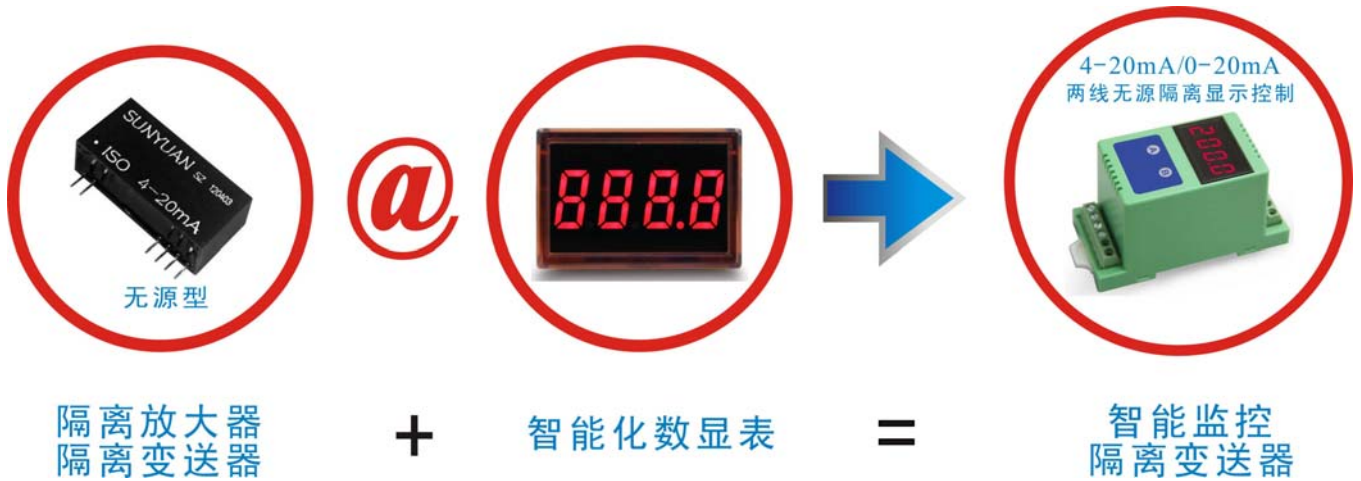 SUNYUAN SZ 120403
· ISO 4-20mA
无源型
@
888.8
4-20mA/0-20mA
两线无源隔离显示控制
A
B
2000
隔离放大器
隔离变送器
+
智能化数显表
=
智能监控
隔离变送器